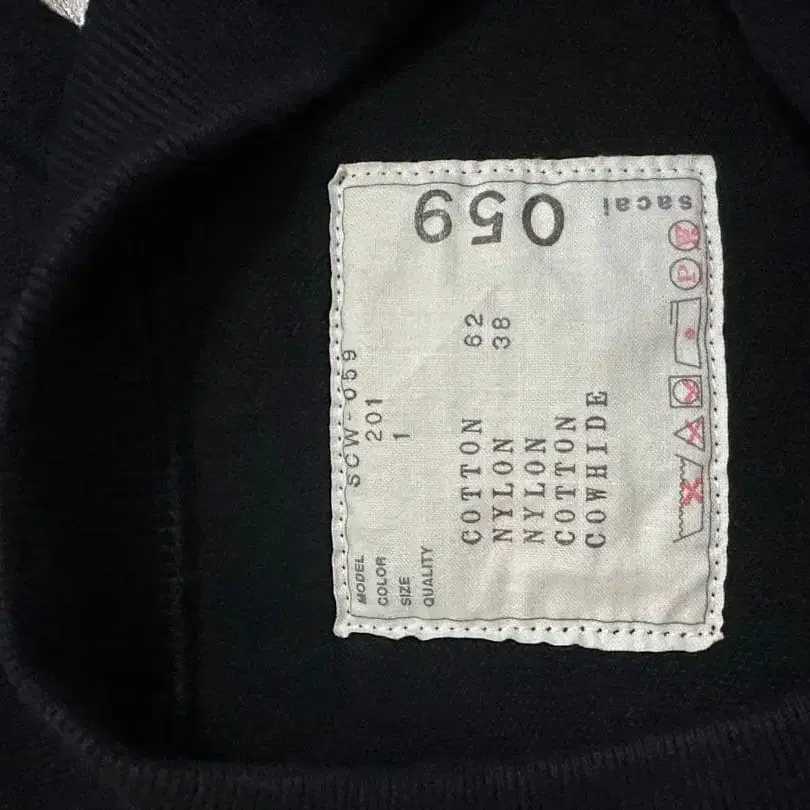 MODEL SCW-059
COLOR 201
SIZE 1
QUALITY
COTTON 62
NYLON 38
NYLON
COTTON
COWHIDE
059
sacai
P
W